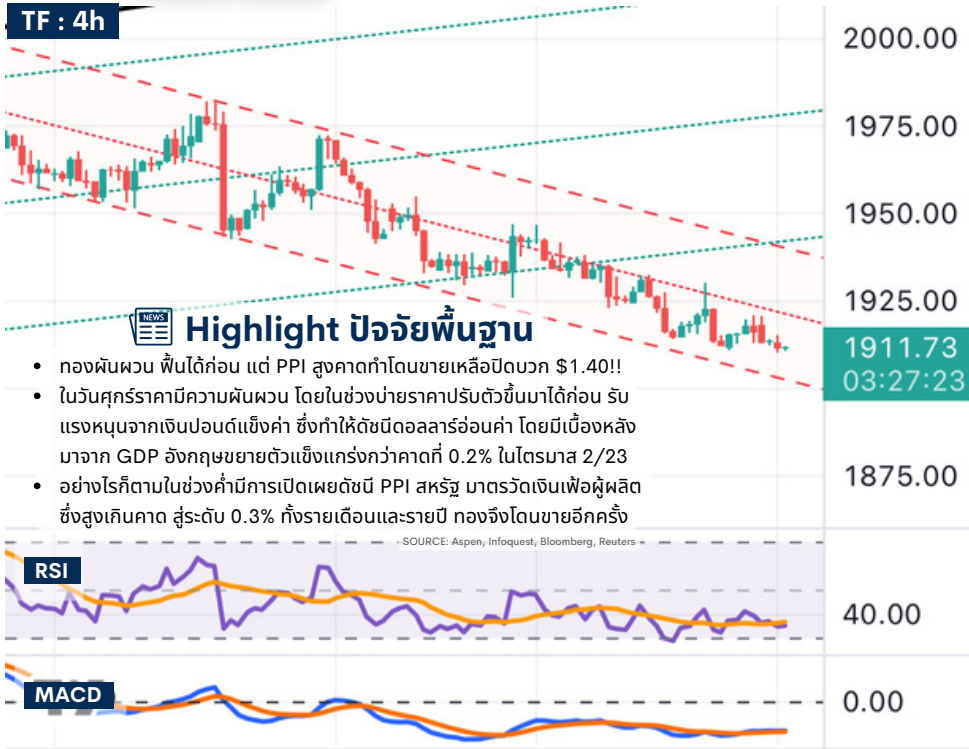 TF : 4h
2000.00
1975.00
1950.00
1925.00
1911.73
03:27:23
1875.00
NEWS
Highlight ปัจจัยพื้นฐาน
• ทองผันผวน ฟื้นได้ก่อน แต่ PPI สูงคาดทำโดนขายเหลือปิดบวก $1.40!!
• ในวันศุกร์ราคามีความผันผวน โดยในช่วงบ่ายราคาปรับตัวขึ้นมาได้ก่อน รับ
แรงหนุนจากเงินปอนด์แข็งค่า ซึ่งทำให้ดัชนีดอลลาร์อ่อนค่า โดยมีเบื้องหลัง
มาจาก GDP อังกฤษขยายตัวแข็งแกร่งกว่าคาดที่ 0.2% ในไตรมาส 2/23
• อย่างไรก็ตามในช่วงค่ำมีการเปิดเผยดัชนี PPI สหรัฐ มาตรวัดเงินเฟ้อผู้ผลิต
ซึ่งสูงเกินคาด สู่ระดับ 0.3% ทั้งรายเดือนและรายปี ทองจึงโดนขายอีกครั้ง
SOURCE: Aspen, Infoquest, Bloomberg, Reuters
RSI
40.00
MACD
0.00